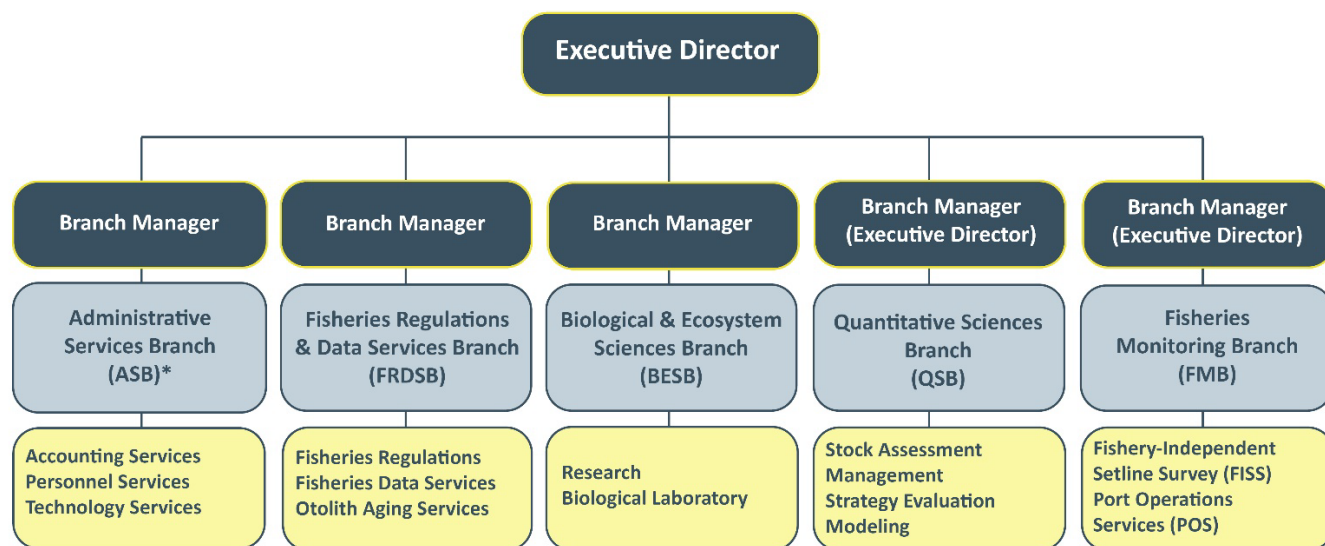 Executive Director
Branch Manager
Branch Manager
Branch Manager
Branch Manager
(Executive Director)
Branch Manager
(Executive Director)
Administrative
Services Branch
(ASB)*
Fisheries Regulations
& Data Services Branch
(FRDSB)
Biological & Ecosystem
Sciences Branch
(BESB)
Quantitative Sciences
Branch
(QSB)
Fisheries
Monitoring Branch
(FMB)
Accounting Services
Personnel Services
Technology Services
Fisheries Regulations
Fisheries Data Services
Otolith Aging Services
Research
Biological Laboratory
Stock Assessment
Management
Strategy Evaluation
Modeling
Fishery-Independent
Setline Survey (FISS)
Port Operations
Services (POS)